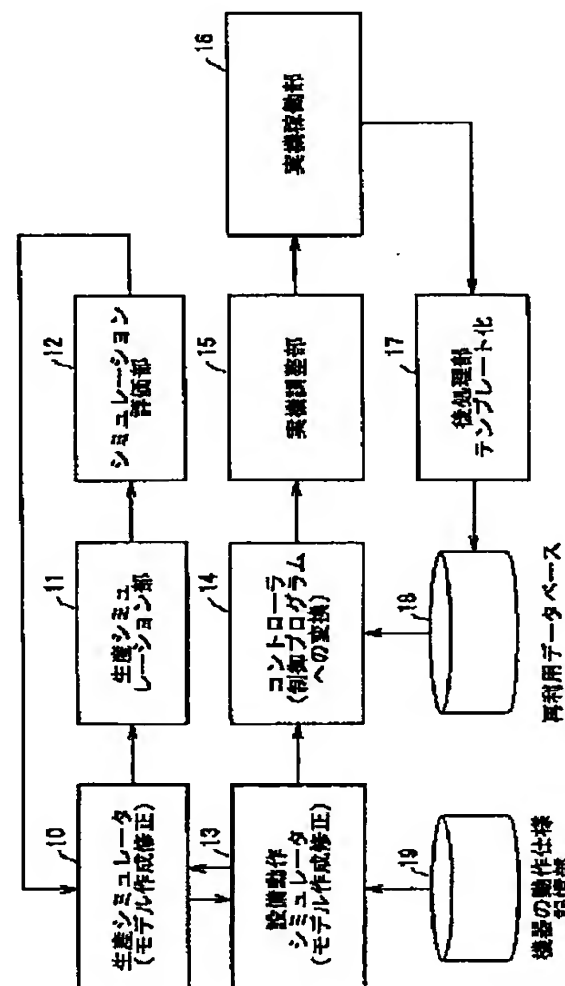 10
生産シミュレータ
(モデル作成修正)
11
生産シミュ
レーション部
12
シミュレーション
評価部
13
設備動作
シミュレータ
(モデル作成修正)
14
コントローラ
(制御プログラム
への変換)
15
実機調整部
16
実機稼働部
17
後処理部
テンプレート化
18
再利用データベース
19
機器の動作仕様